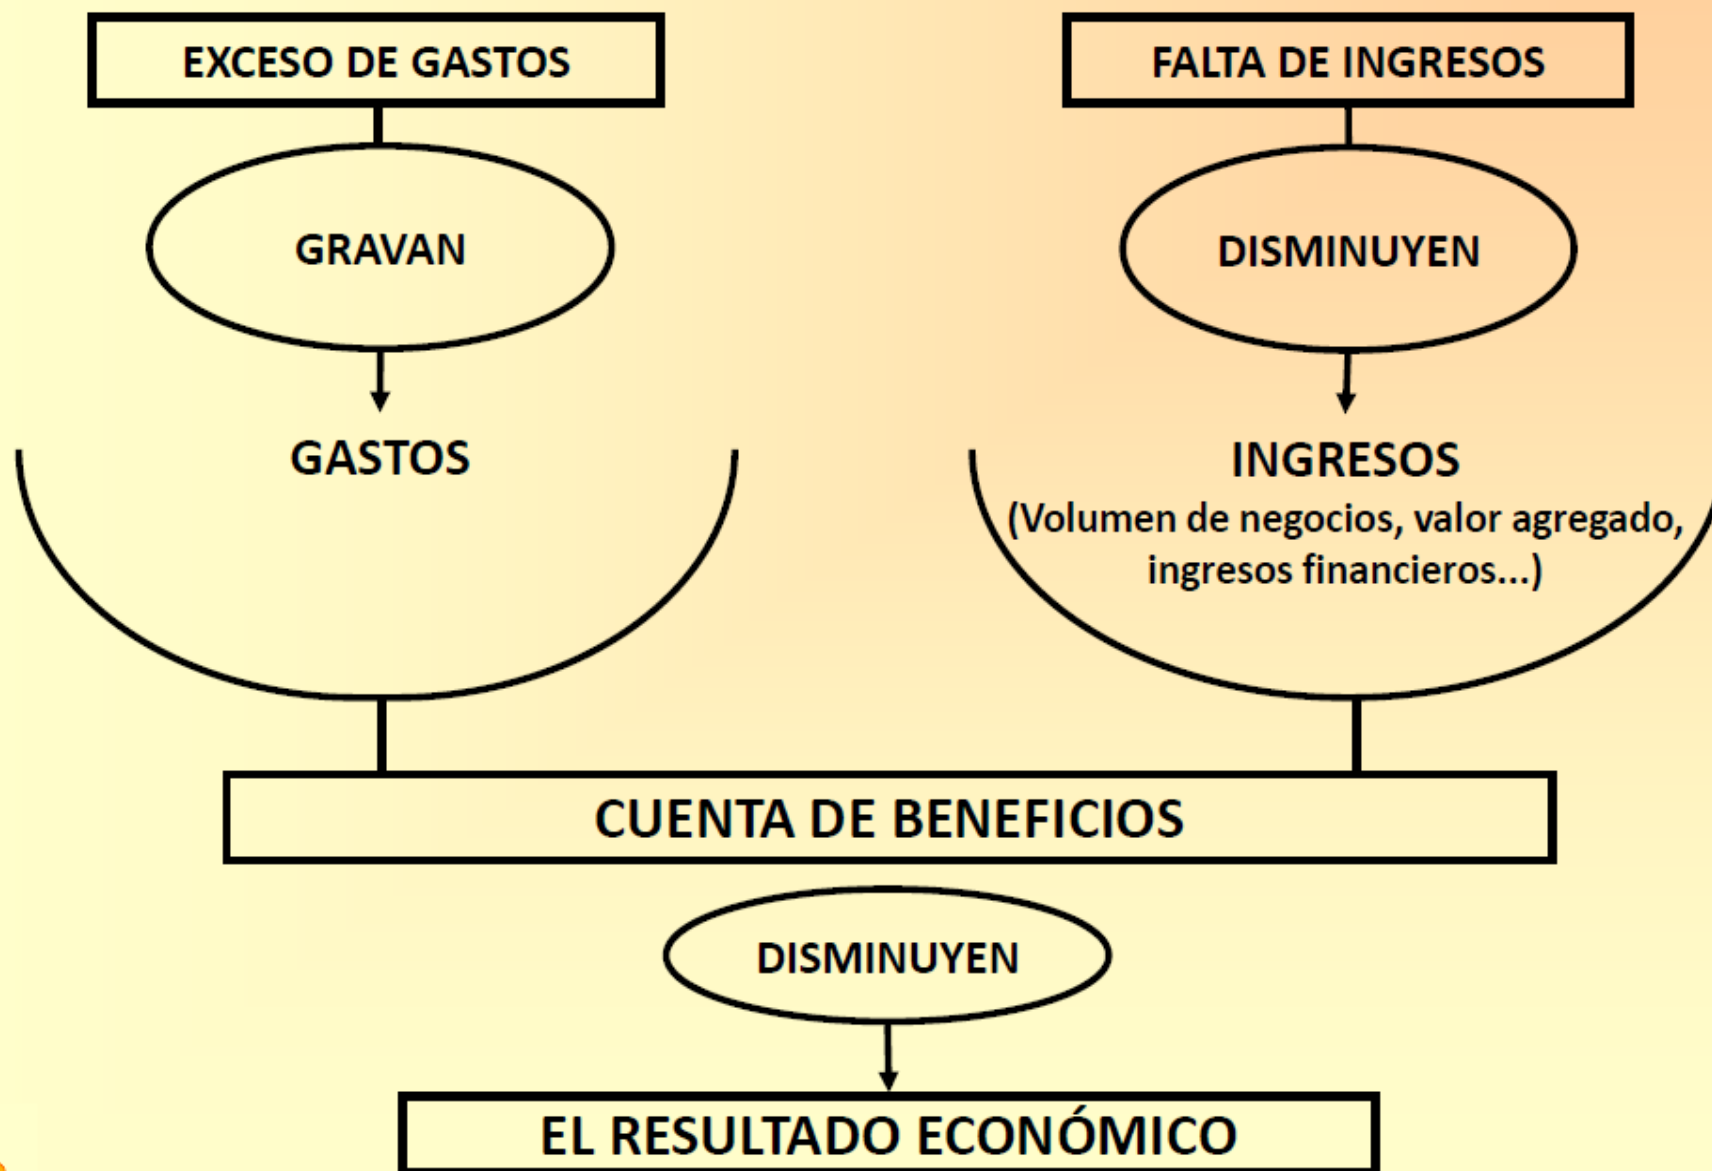 EXCESO DE GASTOS
FALTA DE INGRESOS
GRAVAN
DISMINUYEN
GASTOS
INGRESOS
(Volumen de negocios, valor agregado,
ingresos financieros...)
CUENTA DE BENEFICIOS
DISMINUYEN
EL RESULTADO ECONÓMICO